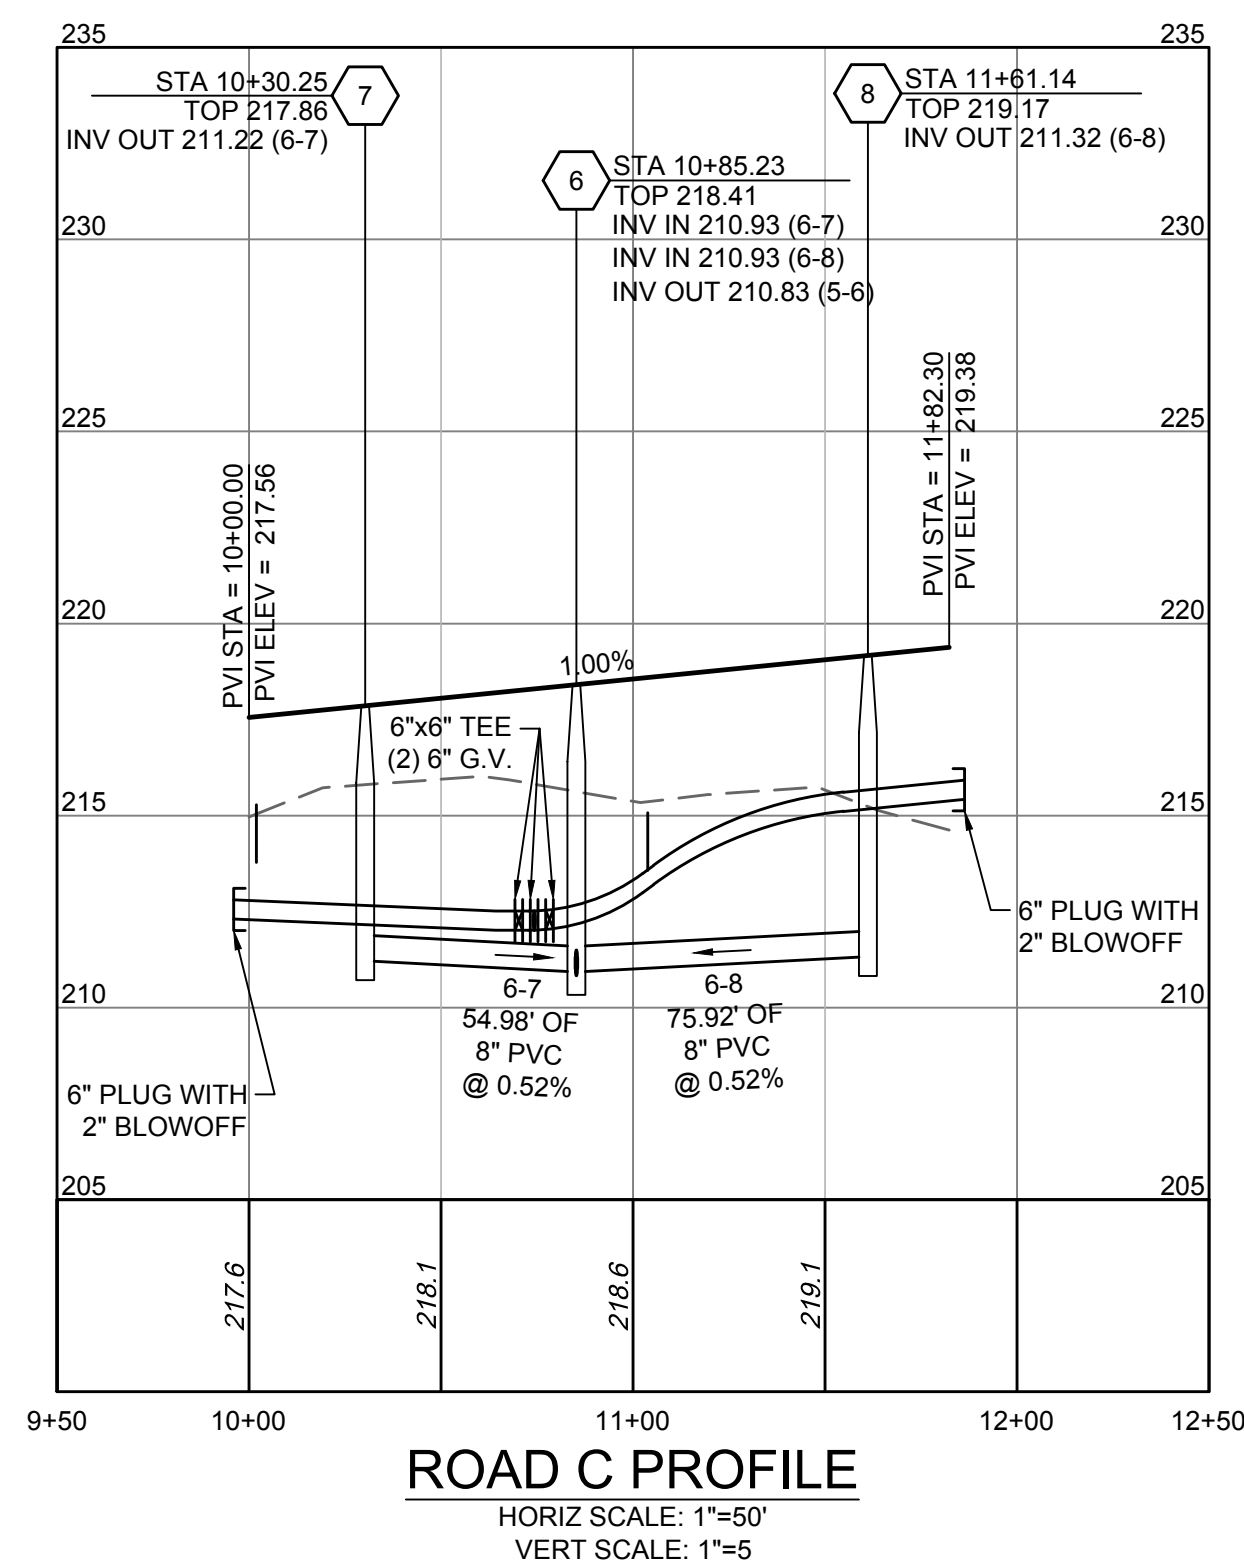 235
235
STA 10+30.25
TOP 217.86
INV OUT 211.22 (6-7)
7
8
STA 11+61.14
TOP 219.17
INV OUT 211.32 (6-8)
6
STA 10+85.23
TOP 218.41
INV IN 210.93 (6-7)
INV IN 210.93 (6-8)
INV OUT 210.83 (5-6)
230
230
225
225
PVI STA = 10+00.00
PVI ELEV = 217.56
PVI STA = 11+82.30
PVI ELEV = 219.38
220
220
1.00%
6"x6" TEE
(2) 6" G.V.
215
215
6" PLUG WITH
2" BLOWOFF
6-7
54.98' OF
8" PVC
@ 0.52%
6-8
75.92' OF
8" PVC
@ 0.52%
210
210
6" PLUG WITH
2" BLOWOFF
205
205
217.6
218.1
218.6
219.1
9+50
10+00
11+00
12+00
12+50
ROAD C PROFILE
HORIZ SCALE: 1"=50'
VERT SCALE: 1"=5